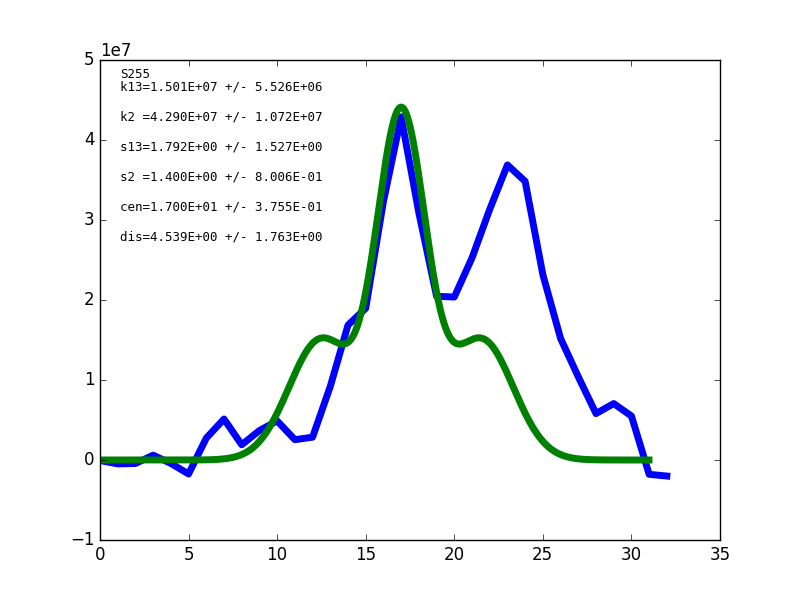 1e7
S255
k13=1.501E+07 +/- 5.526E+06
k2 =4.290E+07 +/- 1.072E+07
s13=1.792E+00 +/- 1.527E+00
s2 =1.400E+00 +/- 8.006E-01
cen=1.700E+01 +/- 3.755E-01
dis=4.539E+00 +/- 1.763E+00
5
4
3
2
1
0
−1
0 5 10 15 20 25 30 35